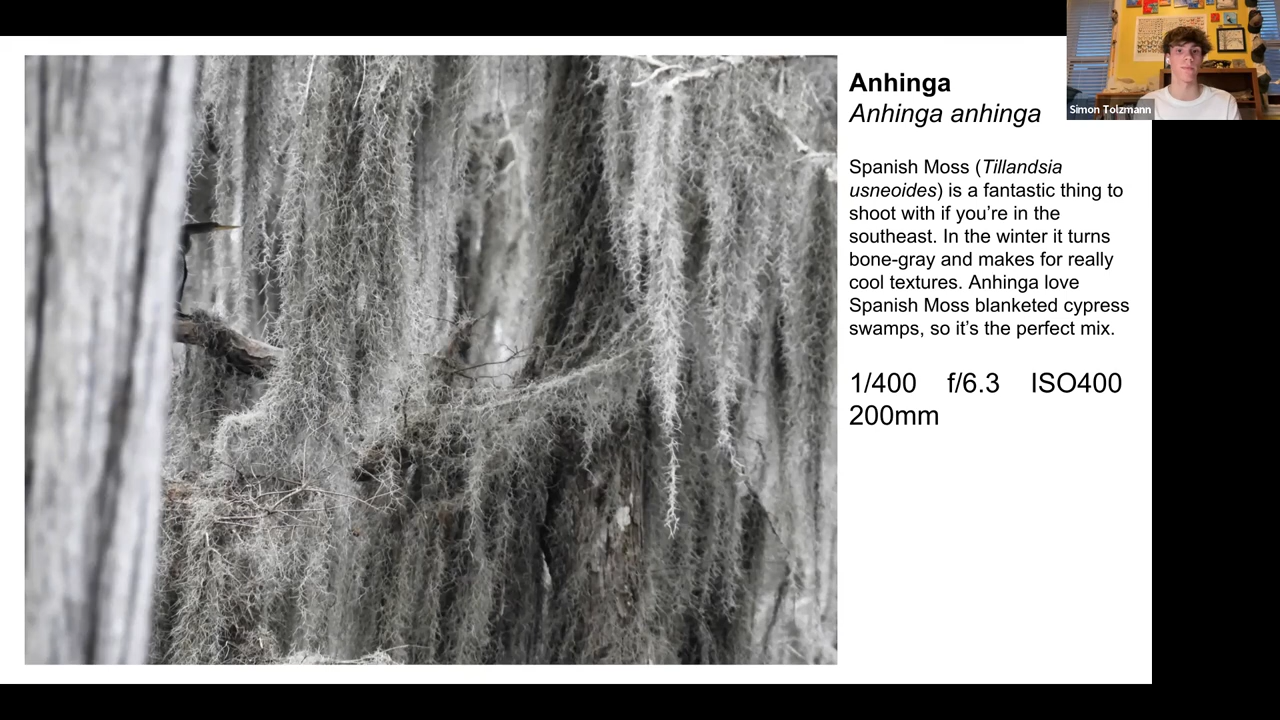 Anhinga
Anhinga anhinga
Spanish Moss (Tillandsia
usneoides) is a fantastic thing to
shoot with if you’re in the
southeast. In the winter it turns
bone-gray and makes for really
cool textures. Anhinga love
Spanish Moss blanketed cypress
swamps, so it’s the perfect mix.
1/400 f/6.3 ISO400
200mm
Simon Tolzmann